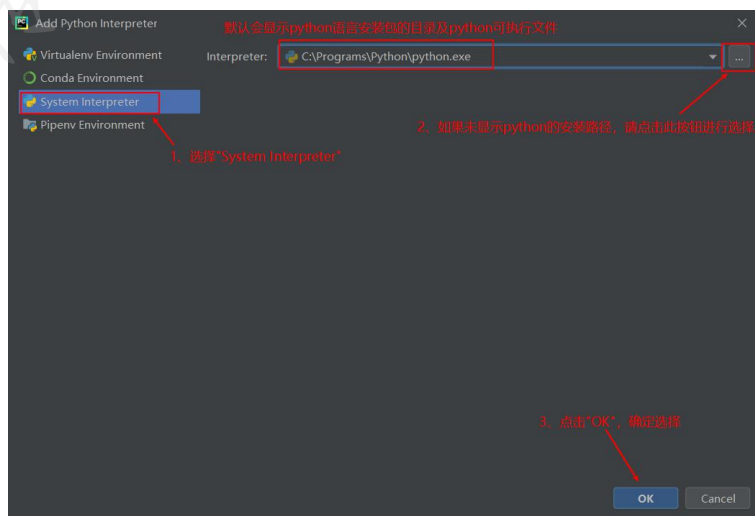 Add Python Interpreter
默认会显示python语言安装包的目录及python可执行文件
Virtualenv Environment
Interpreter: C:\Programs\Python\python.exe
...
Conda Environment
System Interpreter
Pipenv Environment
2、如果未显示python的安装路径，请点击此按钮进行选择
1、选择"System Interpreter"
3、点击"OK"，确定选择
OK
Cancel